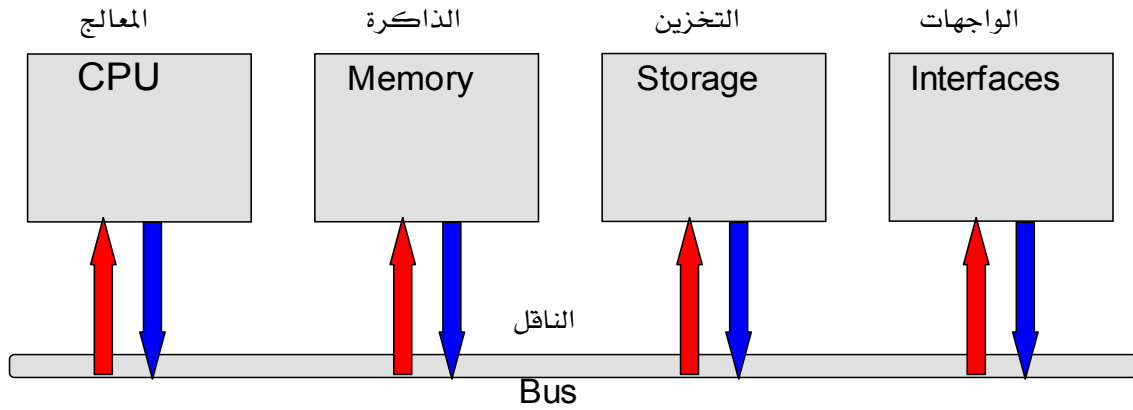 المعالج
الذاكرة
التخزين
الواجهات
CPU
Memory
Storage
Interfaces
الناقل
Bus